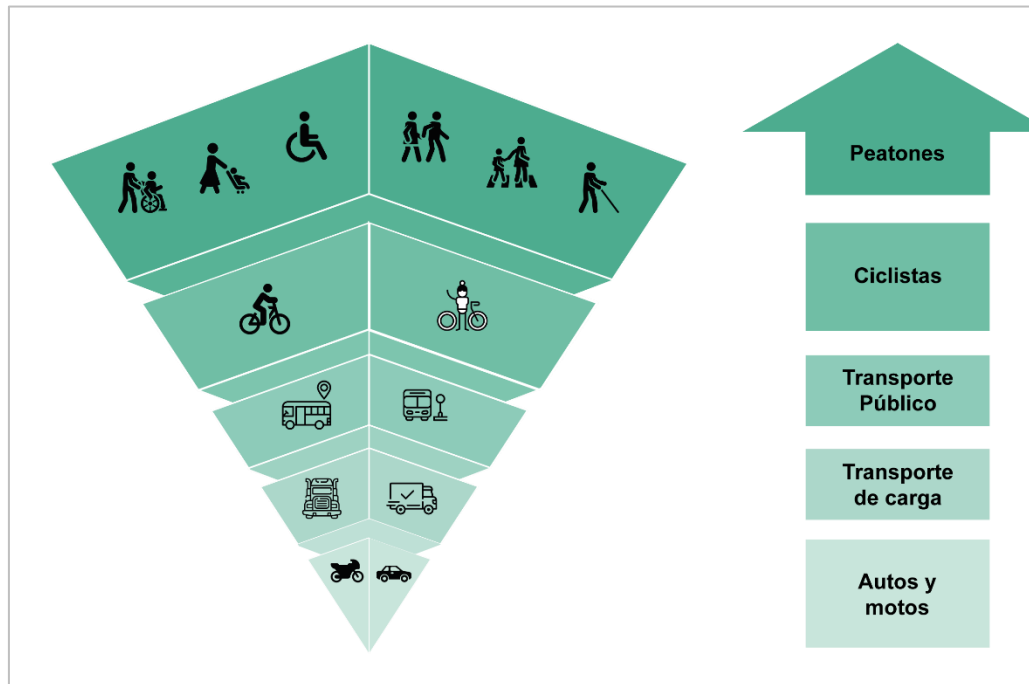 Peatones
Ciclistas
Transporte
Público
Transporte
de carga
Autos y
motos